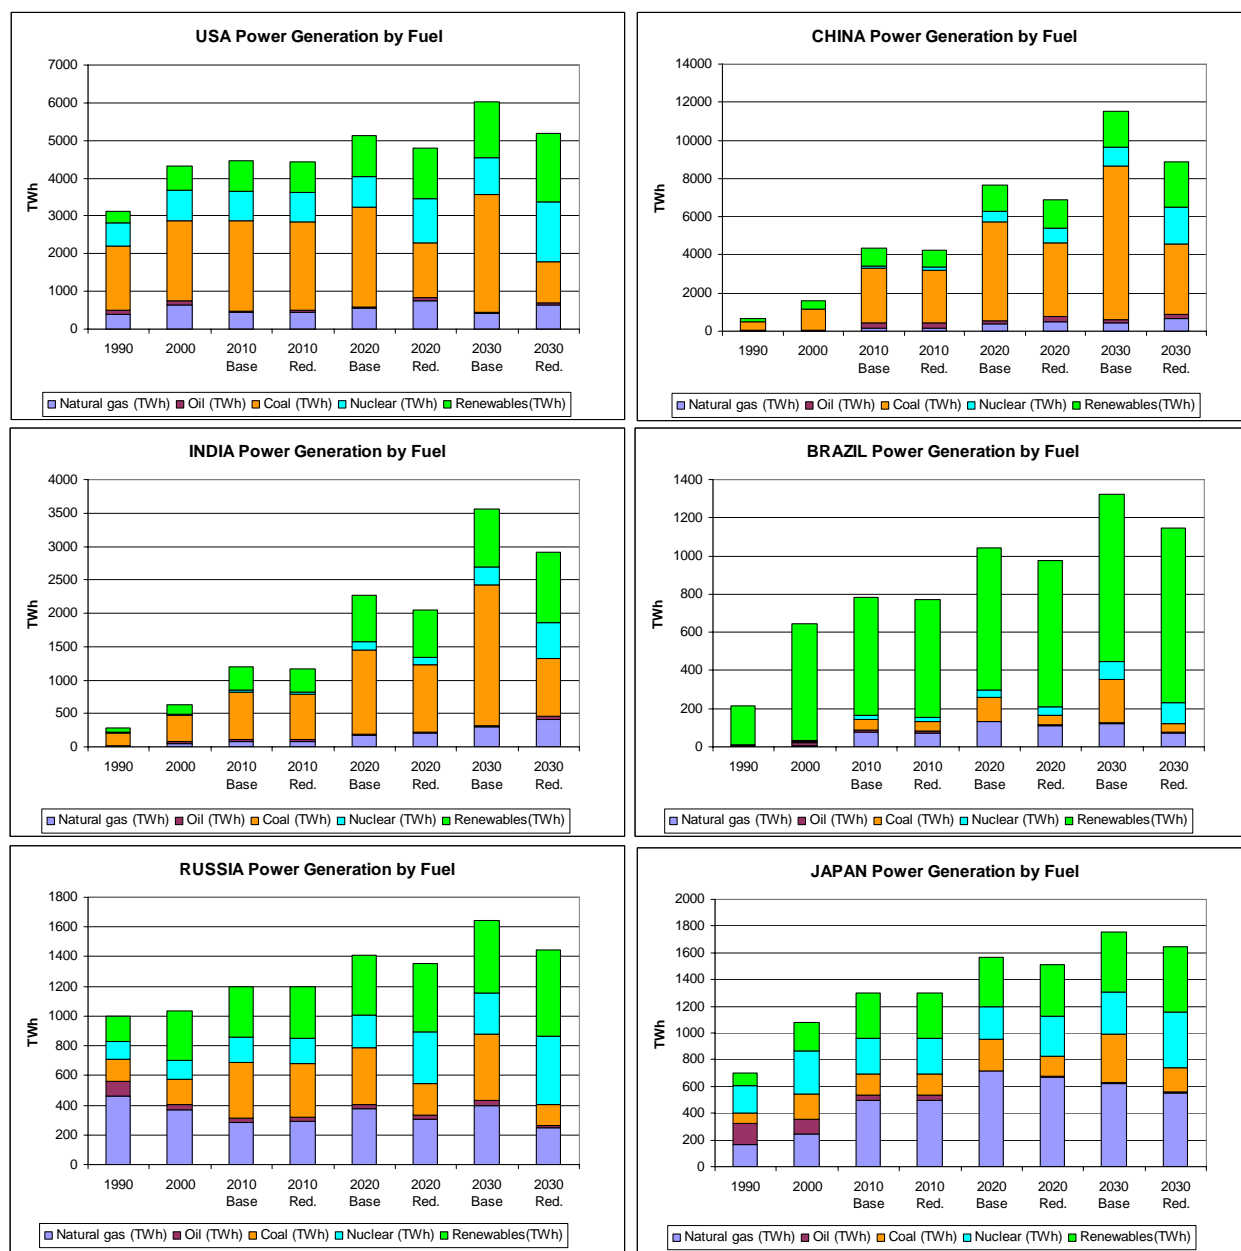 USA Power Generation by Fuel
TWh
7000
6000
5000
4000
3000
2000
1000
0
1990 2000 2010 2010 2020 2020 2030 2030
Base Red. Base Red. Base Red.
Natural gas (TWh) Oil (TWh) Coal (TWh) Nuclear (TWh) Renewables(TWh)
CHINA Power Generation by Fuel
TWh
14000
12000
10000
8000
6000
4000
2000
0
1990 2000 2010 2010 2020 2020 2030 2030
Base Red. Base Red. Base Red.
Natural gas (TWh) Oil (TWh) Coal (TWh) Nuclear (TWh) Renewables(TWh)
INDIA Power Generation by Fuel
TWh
4000
3500
3000
2500
2000
1500
1000
500
0
1990 2000 2010 2010 2020 2020 2030 2030
Base Red. Base Red. Base Red.
Natural gas (TWh) Oil (TWh) Coal (TWh) Nuclear (TWh) Renewables(TWh)
BRAZIL Power Generation by Fuel
TWh
1400
1200
1000
800
600
400
200
0
1990 2000 2010 2010 2020 2020 2030 2030
Base Red. Base Red. Base Red.
Natural gas (TWh) Oil (TWh) Coal (TWh) Nuclear (TWh) Renewables(TWh)
RUSSIA Power Generation by Fuel
TWh
1800
1600
1400
1200
1000
800
600
400
200
0
1990 2000 2010 2010 2020 2020 2030 2030
Base Red. Base Red. Base Red.
Natural gas (TWh) Oil (TWh) Coal (TWh) Nuclear (TWh) Renewables(TWh)
JAPAN Power Generation by Fuel
TWh
2000
1800
1600
1400
1200
1000
800
600
400
200
0
1990 2000 2010 2010 2020 2020 2030 2030
Base Red. Base Red. Base Red.
Natural gas (TWh) Oil (TWh) Coal (TWh) Nuclear (TWh) Renewables(TWh)